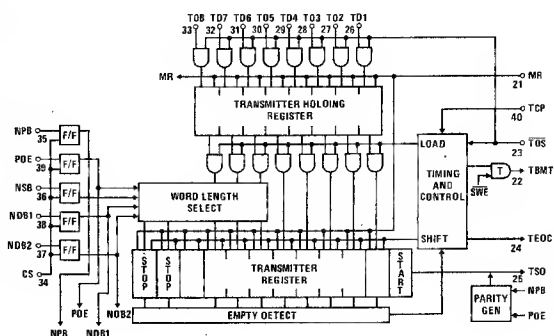 TD8 TD7 TD6 TD5 TD4 TD3 TD2 TD1
33 32 31 30 29 28 27 26
MR
MR
21
TRANSMITTER HOLDING
REGISTER
TCP
40
NPB
35
F/F
LOAD
TDS
23
POE
39
F/F
TIMING
AND
CONTROL
T
TBMT
22
SWE
NSB
36
F/F
WORD LENGTH
SELECT
NDB1
38
F/F
NDB2
37
F/F
SHIFT
TEOC
24
CS
34
STOP
STOP
TRANSMITTER
REGISTER
START
TSO
25
NPB
POE
NDB1
NDB2
EMPTY DETECT
PARITY
GEN
NPB
POE